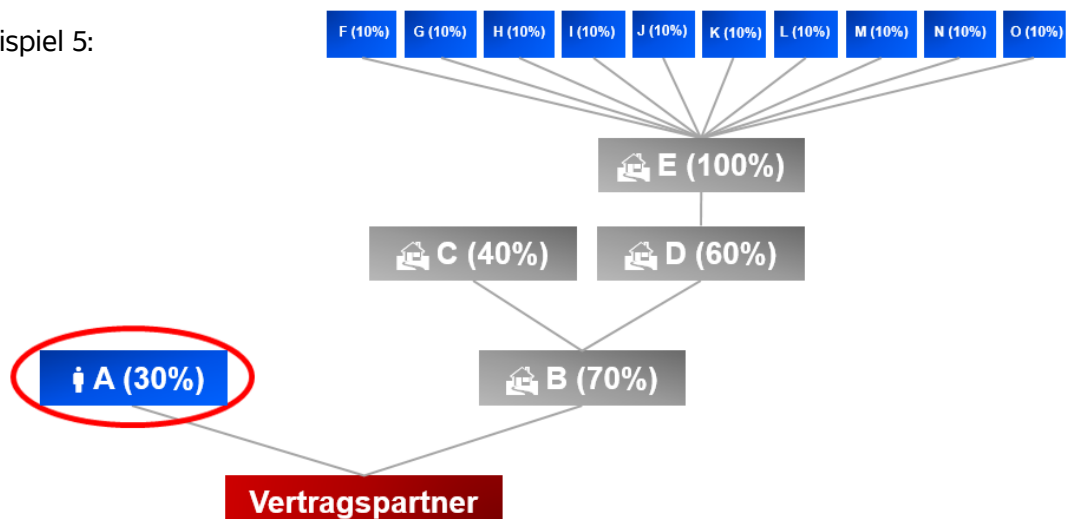 ispiel 5:
F (10%) G (10%) H (10%) I (10%) J (10%) K (10%) L (10%) M (10%) N (10%) O (10%)
E (100%)
C (40%) D (60%)
A (30%) B (70%)
Vertragspartner